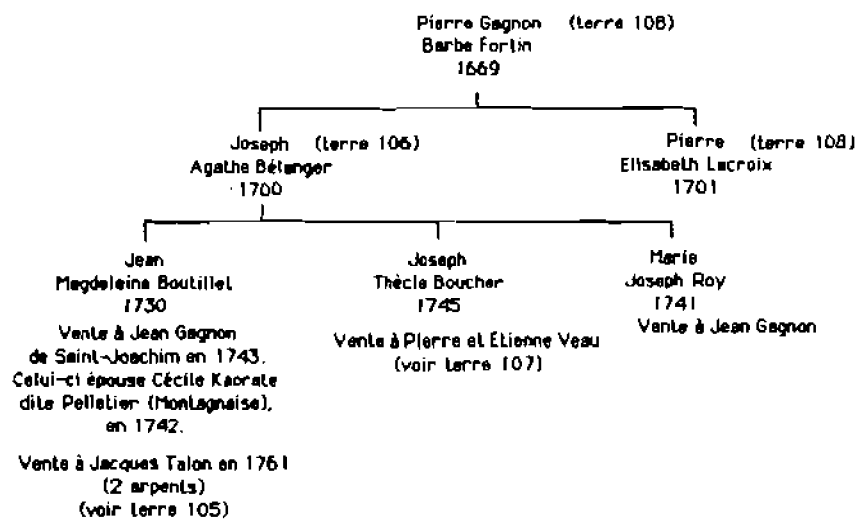 Pierre Gagnon (terre 108)
Barbe Fortin
1669
Joseph (terre 106)
Agathe Bélanger
1700
Pierre (terre 108)
Elisabeth Lacroix
1701
Jean
Magdeleine Boutillet
1730
Vente à Jean Gagnon
de Saint-Joachim en 1743.
Celui-ci épouse Cécile Kaorate
dite Pelletier (Montagnaise),
en 1742.
Vente à Jacques Talon en 1761
(2 arpents)
(voir terre 105)
Joseph
Thècle Boucher
1745
Vente à Pierre et Etienne Veau
(voir terre 107)
Marie
Joseph Roy
1741
Vente à Jean Gagnon